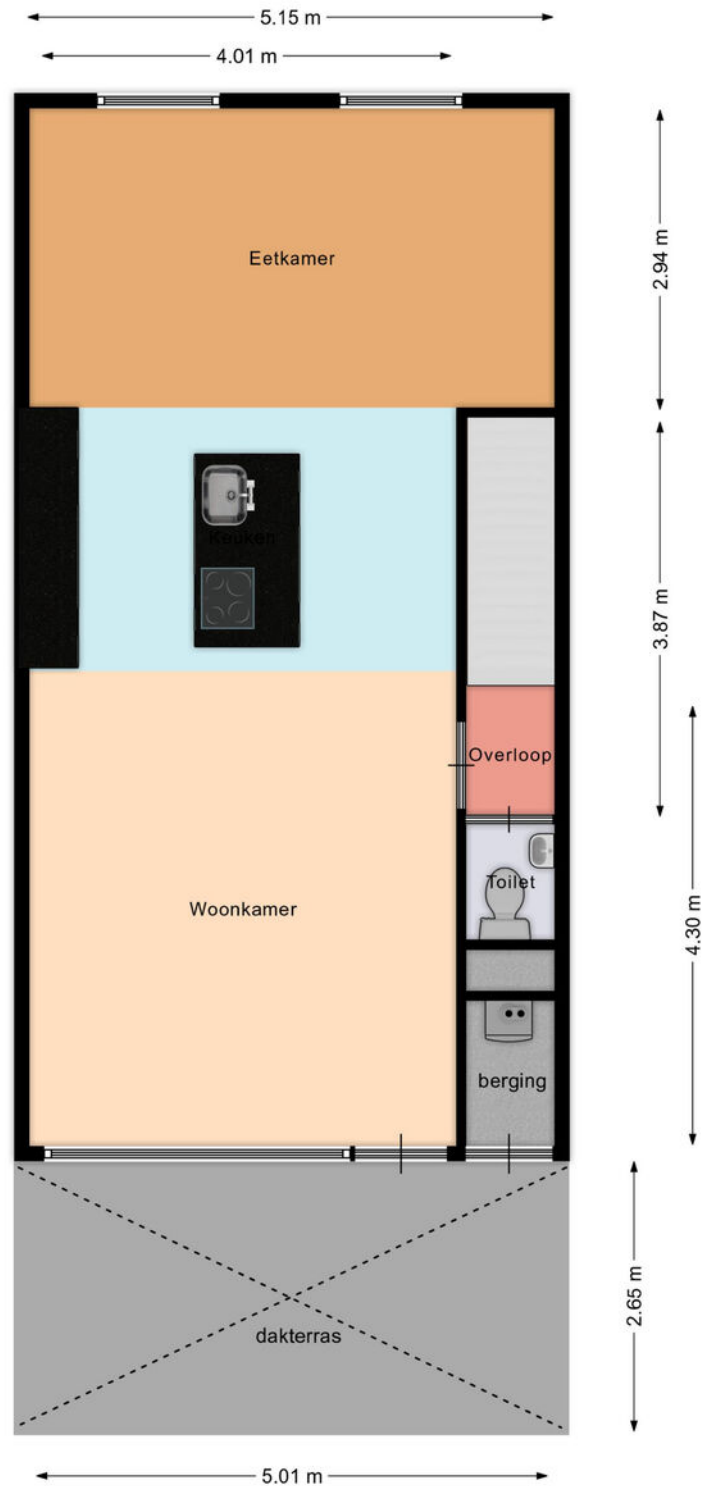 5.15 m
4.01 m
Eetkamer
2.94 m
Keuken
3.87 m
Overloop
Toilet
Woonkamer
4.30 m
berging
dakterras
2.65 m
5.01 m